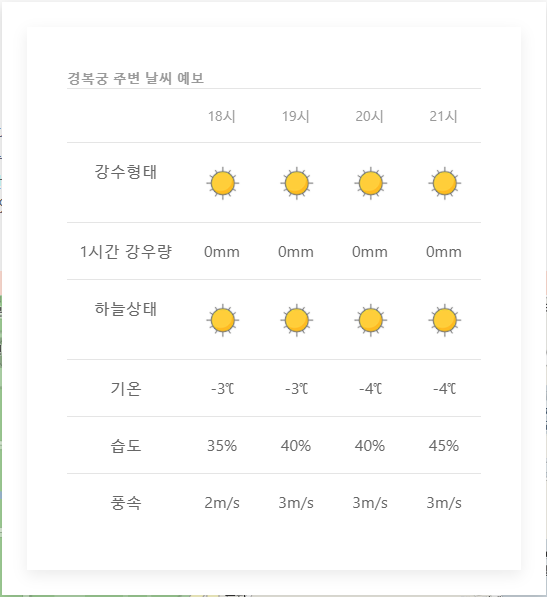 경복궁 주변 날씨 예보
18시 19시 20시 21시
강수형태
1시간 강우량 0mm 0mm 0mm 0mm
하늘상태
기온 -3℃ -3℃ -4℃ -4℃
습도 35% 40% 40% 45%
풍속 2m/s 3m/s 3m/s 3m/s